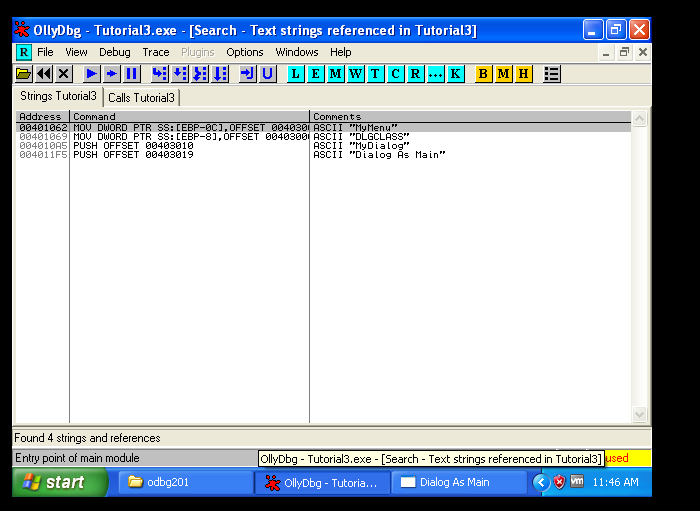 OllyDbg - Tutorial3.exe - [Search - Text strings referenced in Tutorial3]
R File View Debug Trace Plugins Options Windows Help
L E M W T C R ... K B M H
Strings Tutorial3 Calls Tutorial3
Address Command Comments
00401062 MOV DWORD PTR SS:[EBP-0C],OFFSET 0040300 ASCII "MyMenu"
00401069 MOV DWORD PTR SS:[EBP-8],OFFSET 00403000 ASCII "DLGCLASS"
004010A5 PUSH OFFSET 00403010 ASCII "MyDialog"
004011F5 PUSH OFFSET 00403019 ASCII "Dialog As Main"
Found 4 strings and references
Entry point of main module OllyDbg - Tutorial3.exe - [Search - Text strings referenced in Tutorial3] used
start odbg201 OllyDbg - Tutoria... Dialog As Main vm 11:46 AM